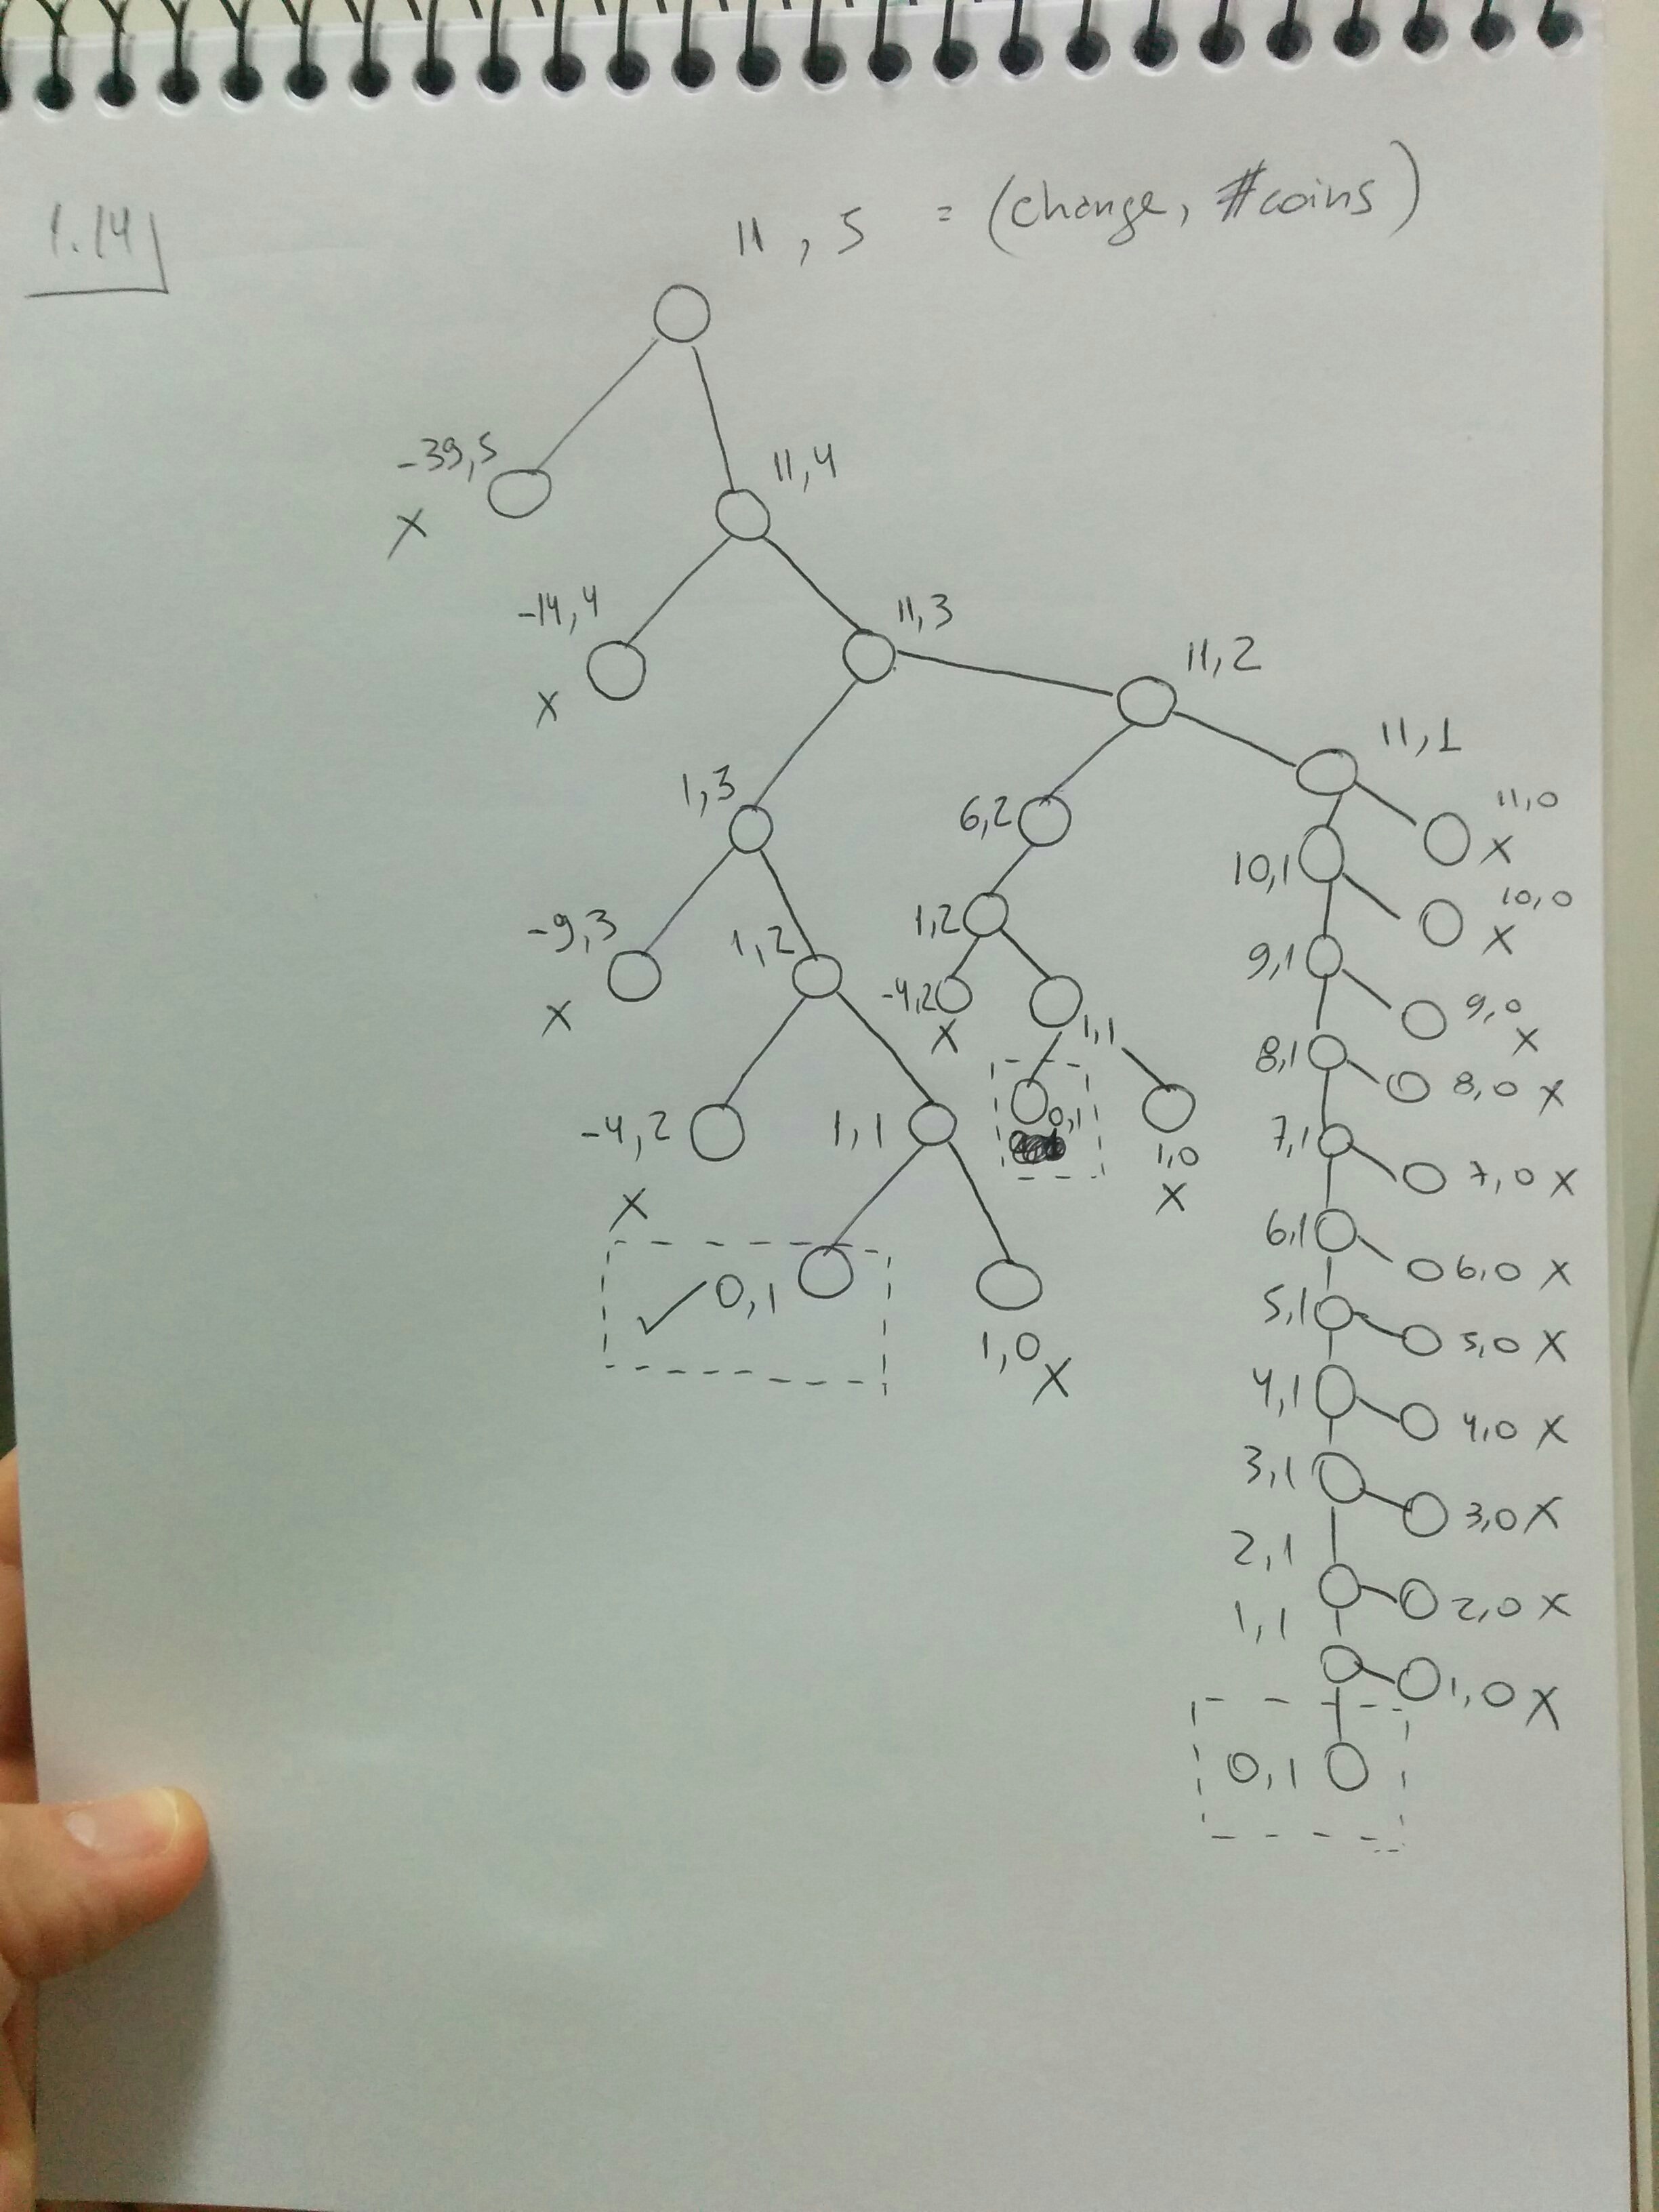 1.14
11, 5 = (change, #coins)
-39,5
X
11,4
-14,4
X
11,3
11,2
11,1
11,0
X
1,3
6,2
10,1
10,0
X
-9,3
X
1,2
1,2
9,1
9,0
X
-4,2
X
1,1
8,1
8,0 X
-4,2
X
1,1
0,1
1,0
X
7,1
7,0 X
6,1
6,0 X
✓ 0,1
1,0 X
5,1
5,0 X
4,1
4,0 X
3,1
3,0 X
2,1
2,0 X
1,1
1,0 X
0,1